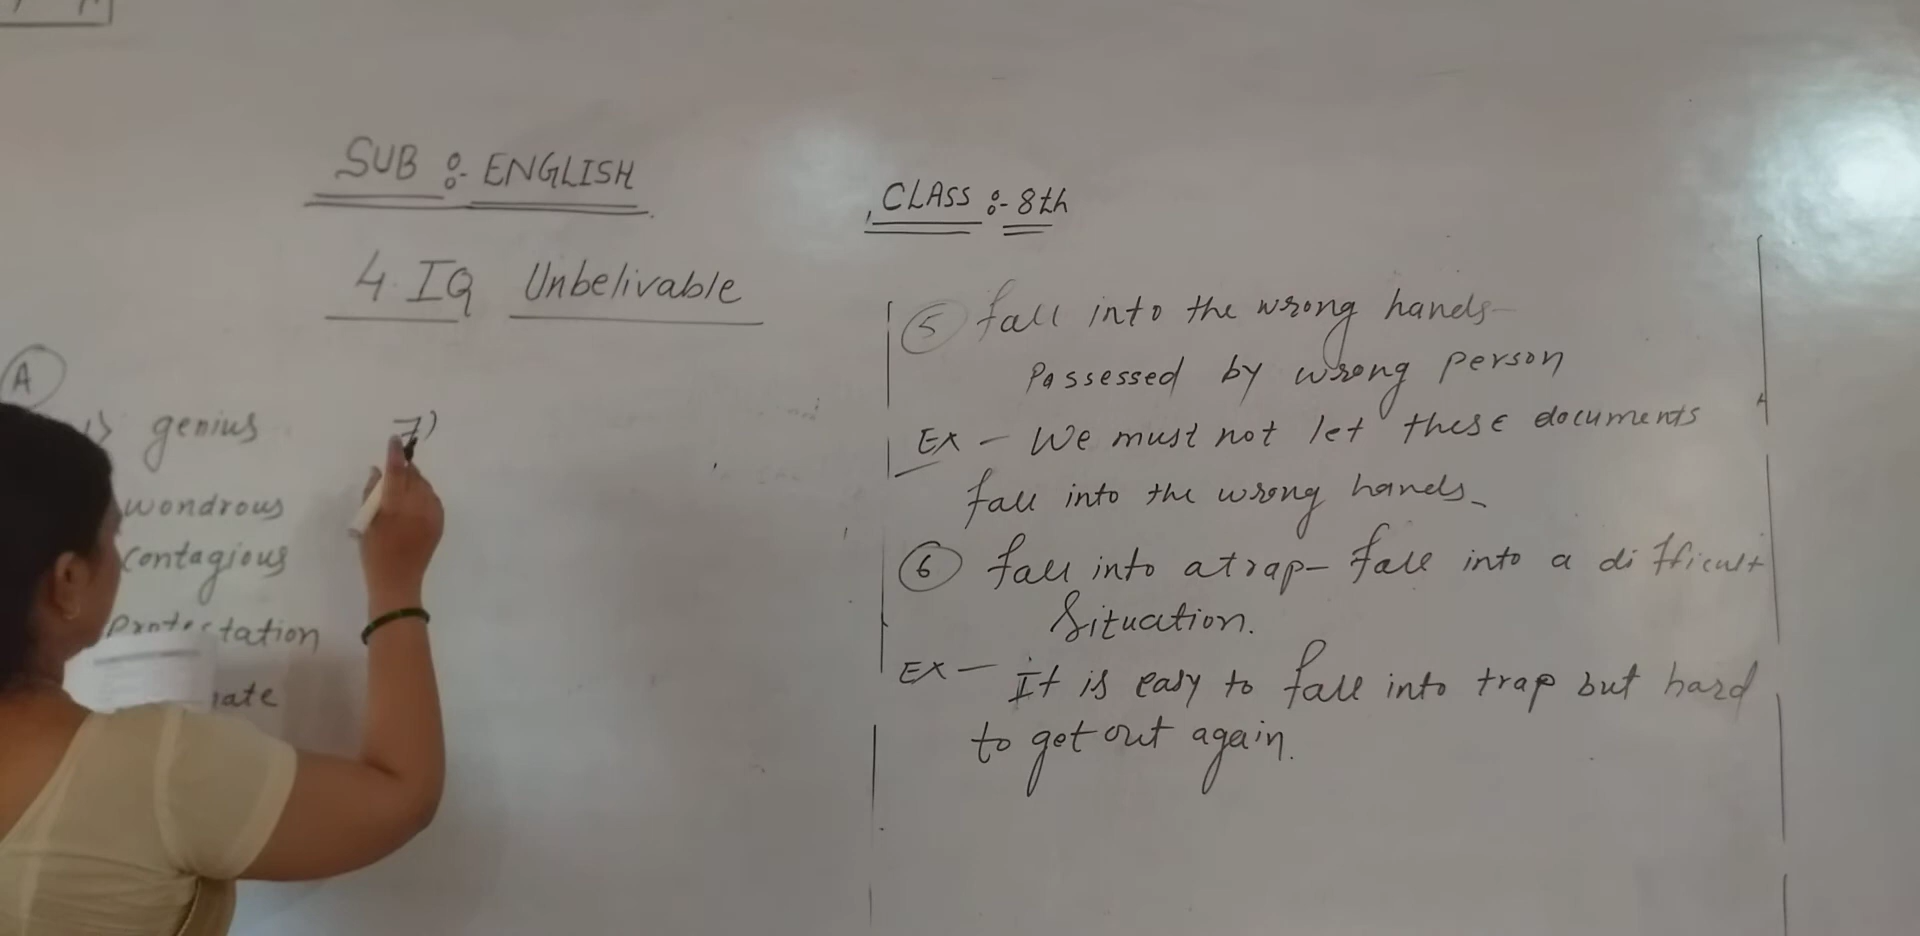 SUB :- ENGLISH
CLASS :- 8th
4. IQ Unbelivable
A
1) genius
wondrous
contagious
tation
7)
5 fall into the wrong hands-
Possessed by wrong person
EX - We must not let these documents
fall into the wrong hands-
6 fall into a trap- fall into a difficult
Situation.
EX - It is easy to fall into trap but hard
to get out again.